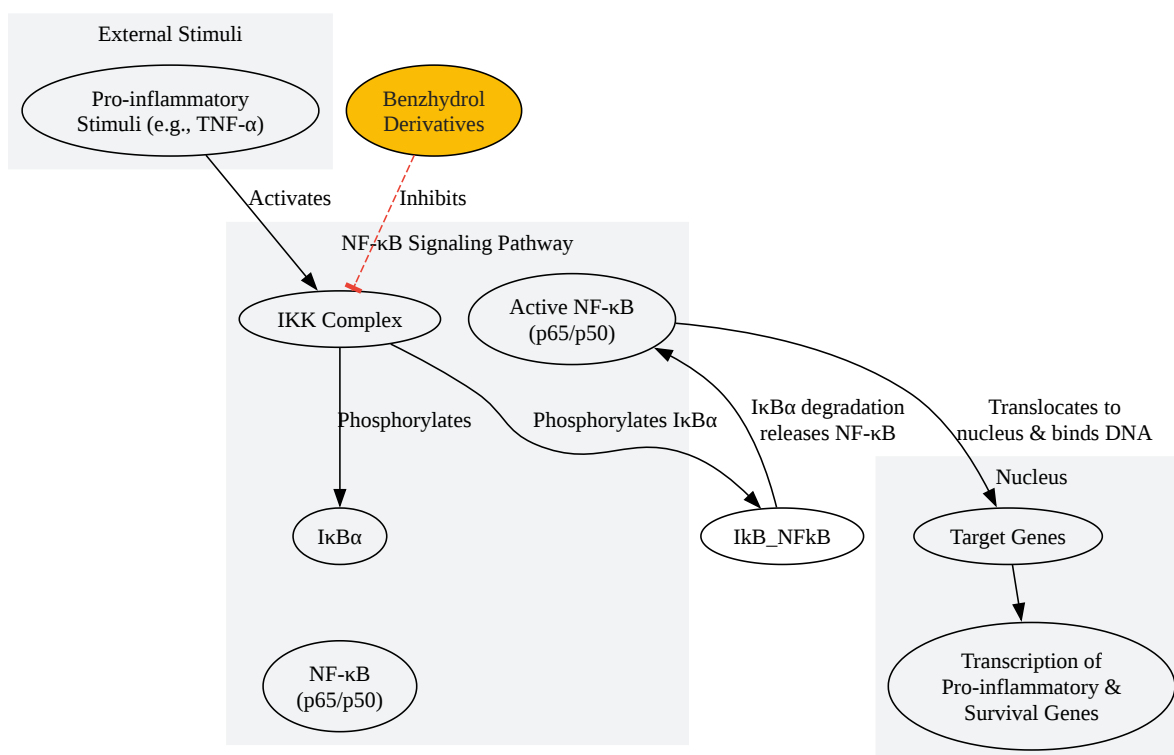 External Stimuli
Pro-inflammatory
Stimuli (e.g., TNF-α)
Benzhydrol
Derivatives
Activates
Inhibits
NF-κB Signaling Pathway
IKK Complex
Active NF-κB
(p65/p50)
Phosphorylates
Phosphorylates IκBα
IκBα degradation
releases NF-κB
Translocates to
nucleus & binds DNA
Nucleus
IκBα
IkB_NFkB
Target Genes
NF-κB
(p65/p50)
Transcription of
Pro-inflammatory &
Survival Genes